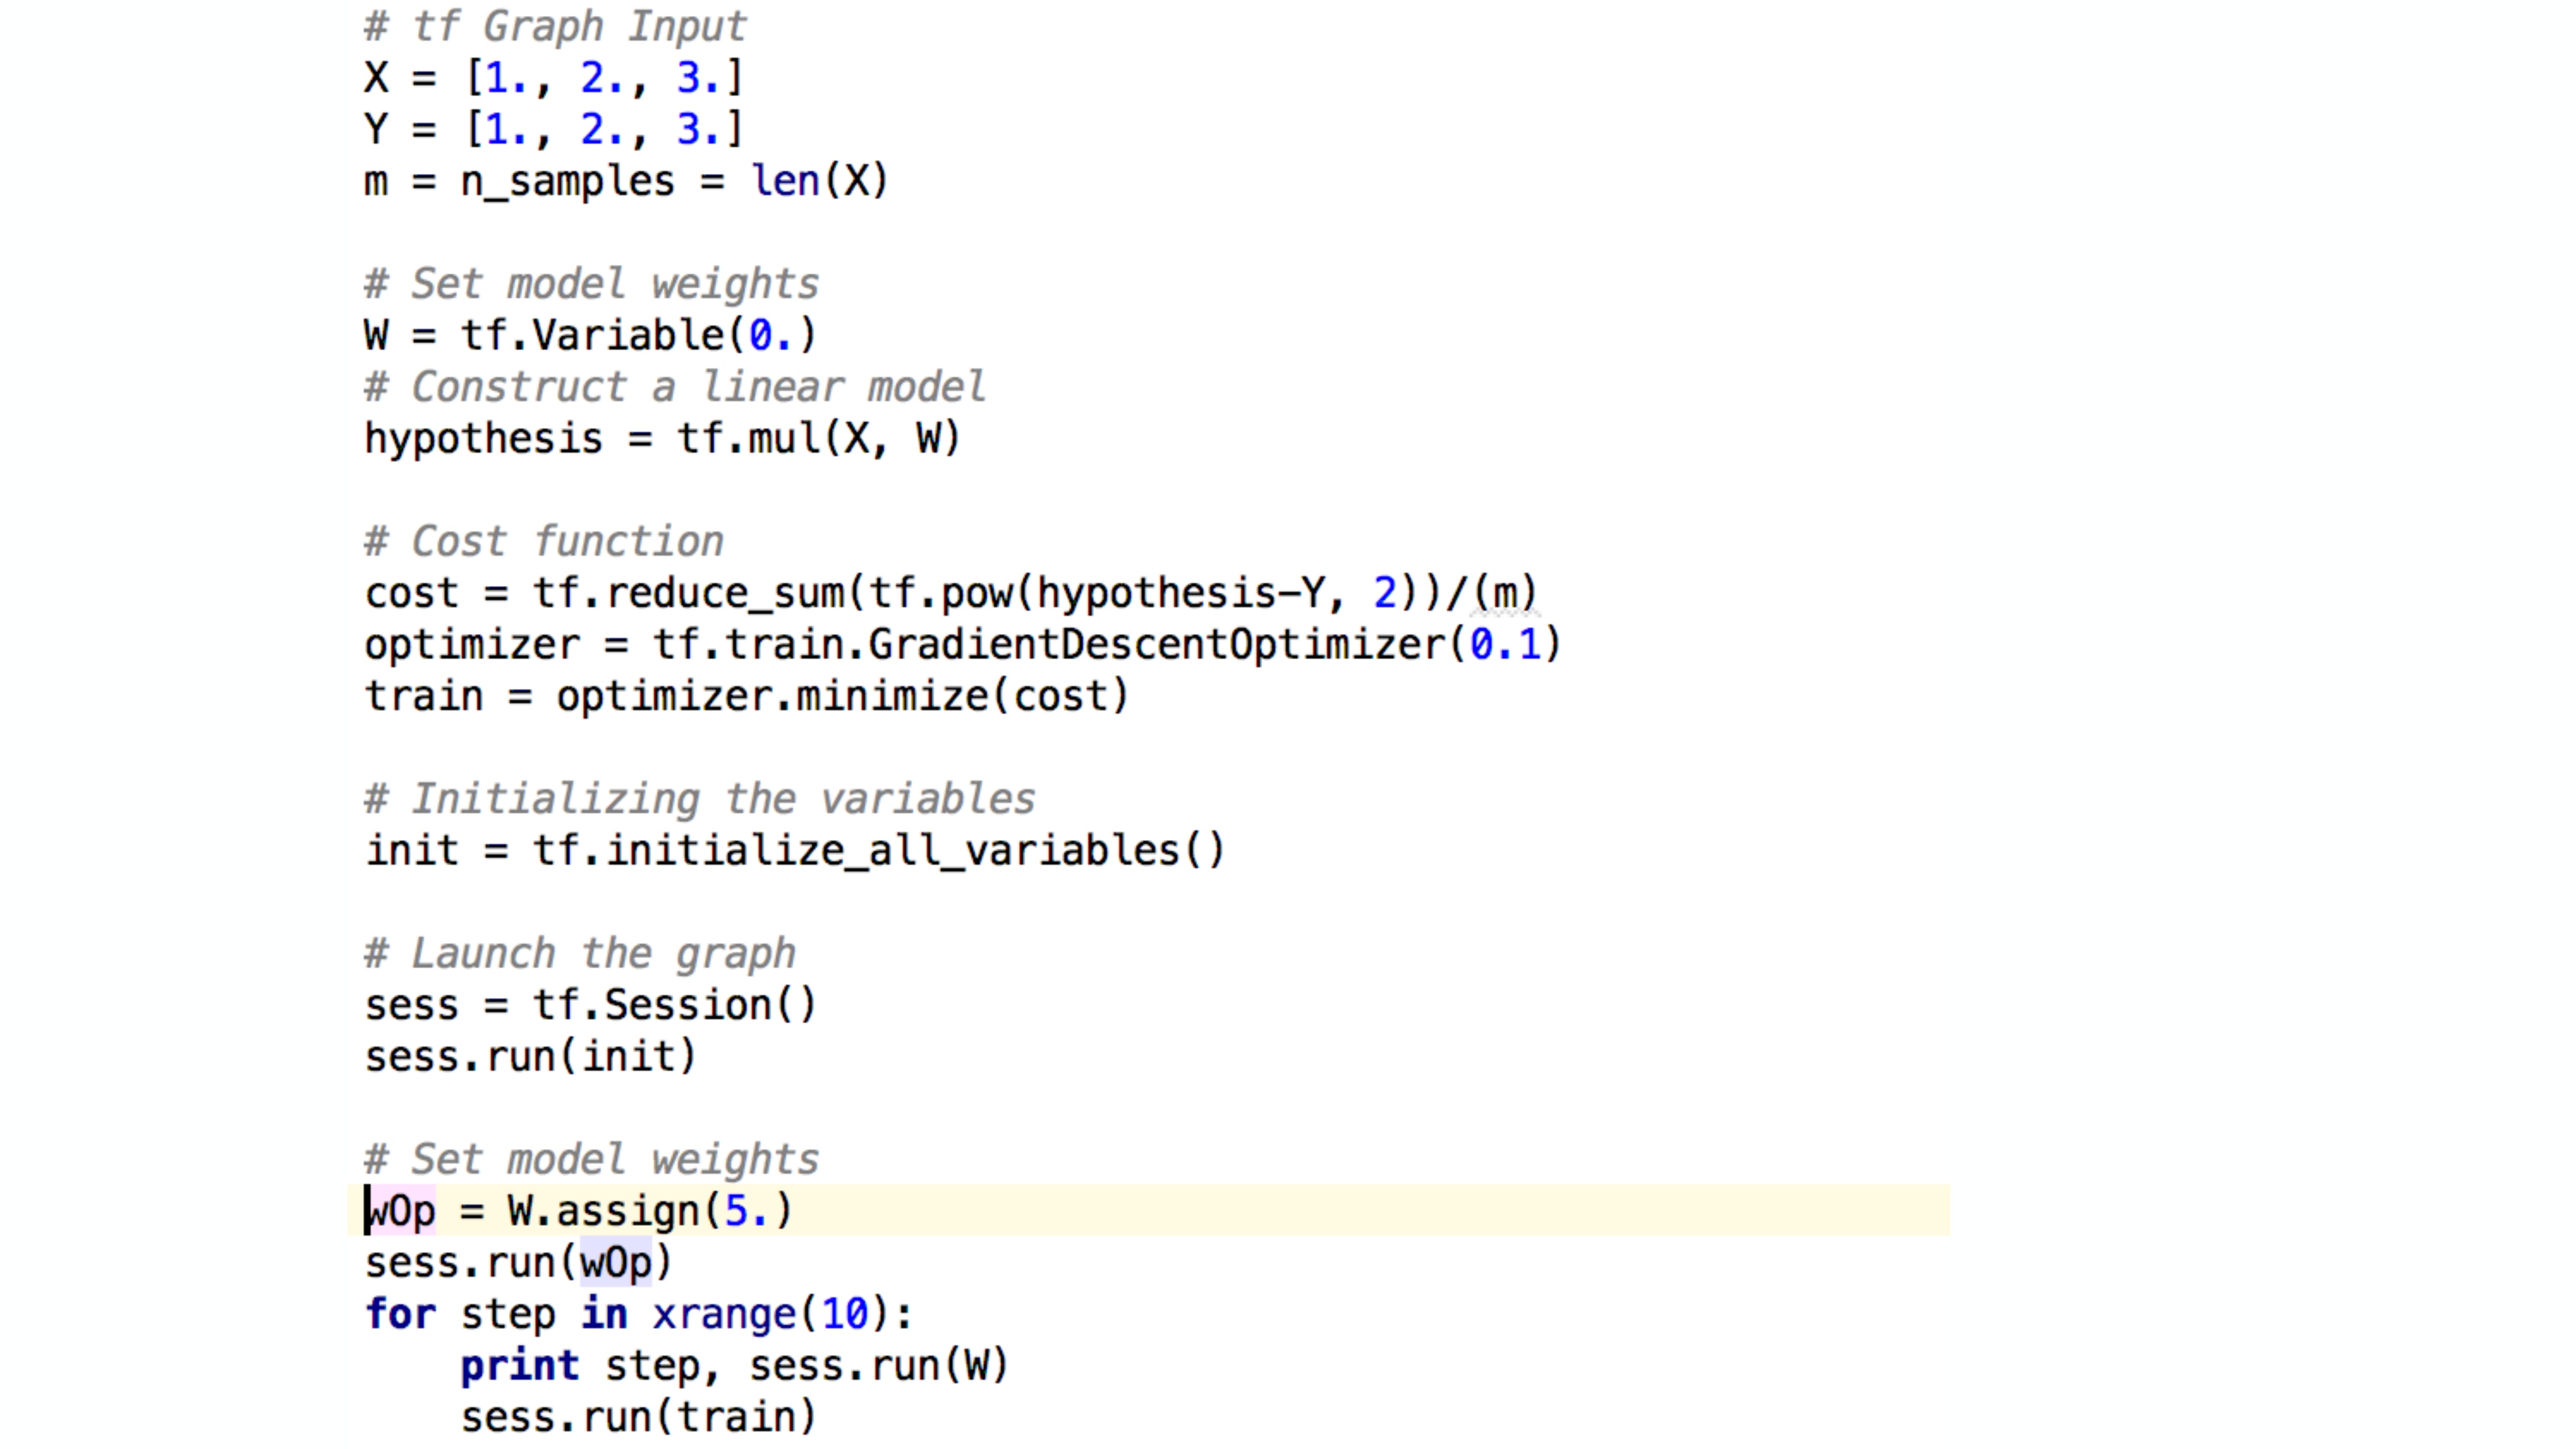 # tf Graph Input
X = [1., 2., 3.]
Y = [1., 2., 3.]
m = n_samples = len(X)
# Set model weights
W = tf.Variable(0.)
# Construct a linear model
hypothesis = tf.mul(X, W)
# Cost function
cost = tf.reduce_sum(tf.pow(hypothesis-Y, 2))/(m)
optimizer = tf.train.GradientDescentOptimizer(0.1)
train = optimizer.minimize(cost)
# Initializing the variables
init = tf.initialize_all_variables()
# Launch the graph
sess = tf.Session()
sess.run(init)
# Set model weights
wOp = W.assign(5.)
sess.run(wOp)
for step in xrange(10):
    print step, sess.run(W)
    sess.run(train)